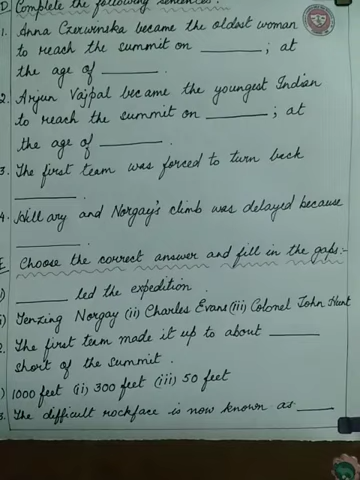 D. Complete the following sentences:
1. Anna Czerwinska became the oldest woman
to reach the summit on ______; at
the age of ______.
2. Arjun Vajpal became the youngest Indian
to reach the summit on ______; at
the age of ______.
3. The first team was forced to turn back
______.
4. Hillary and Norgay's climb was delayed because
______.
E. Choose the correct answer and fill in the gaps:-
______ led the expedition.
Tenzing Norgay (ii) Charles Evans (iii) Colonel John Hunt
2. The first team made it up to about ______
short of the summit.
1000 feet (ii) 300 feet (iii) 50 feet
3. The difficult rockface is now known as ____